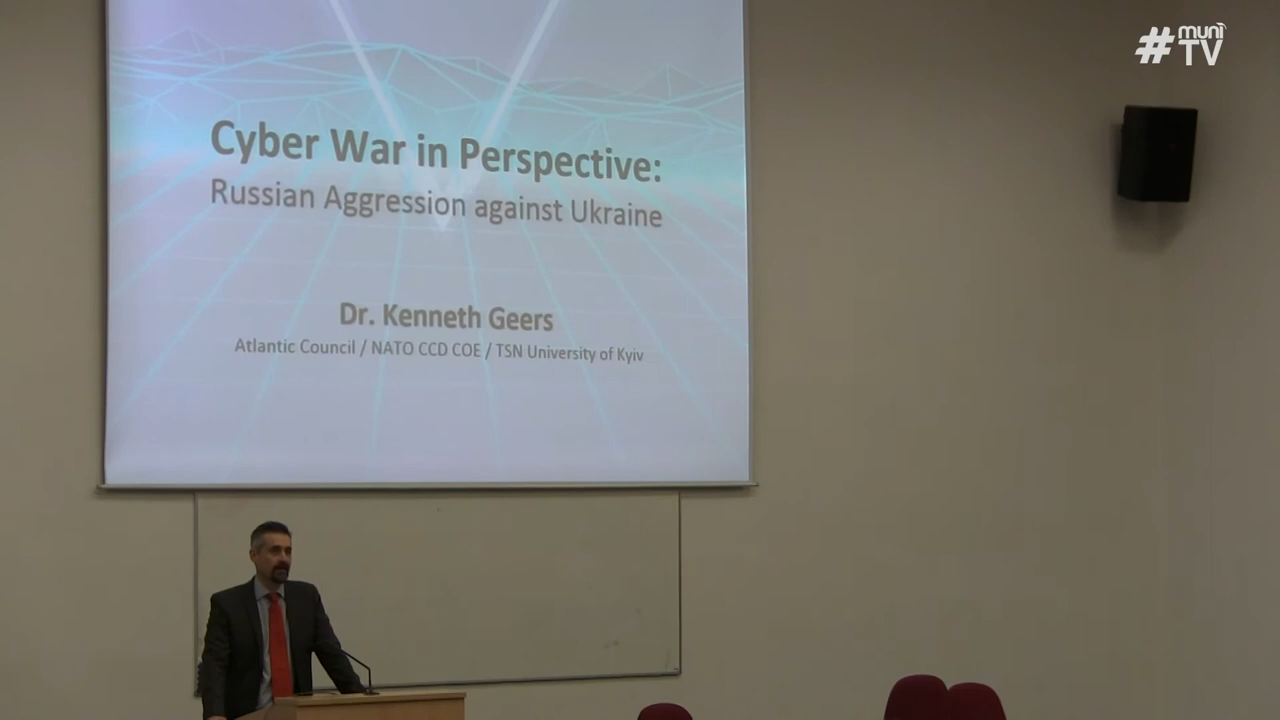 #muni TV
Cyber War in Perspective:
Russian Aggression against Ukraine
Dr. Kenneth Geers
Atlantic Council / NATO CCD COE / TSN University of Kyiv